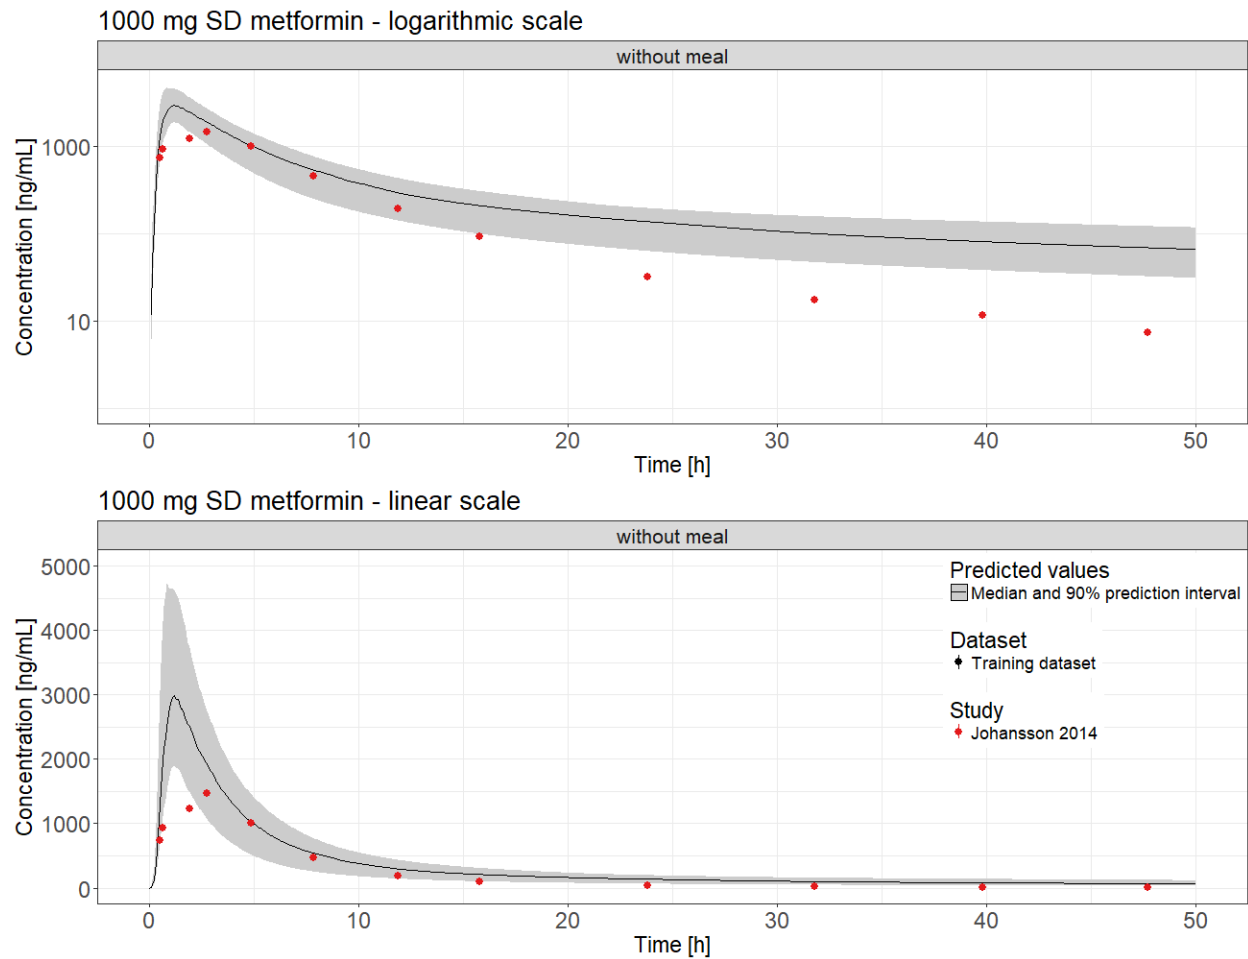 1000 mg SD metformin - logarithmic scale
without meal
Concentration [ng/mL]
1000
10
0 10 20 30 40 50
Time [h]
1000 mg SD metformin - linear scale
without meal
Concentration [ng/mL]
5000
4000
3000
2000
1000
0
Predicted values
Median and 90% prediction interval
Dataset
Training dataset
Study
Johansson 2014
0 10 20 30 40 50
Time [h]